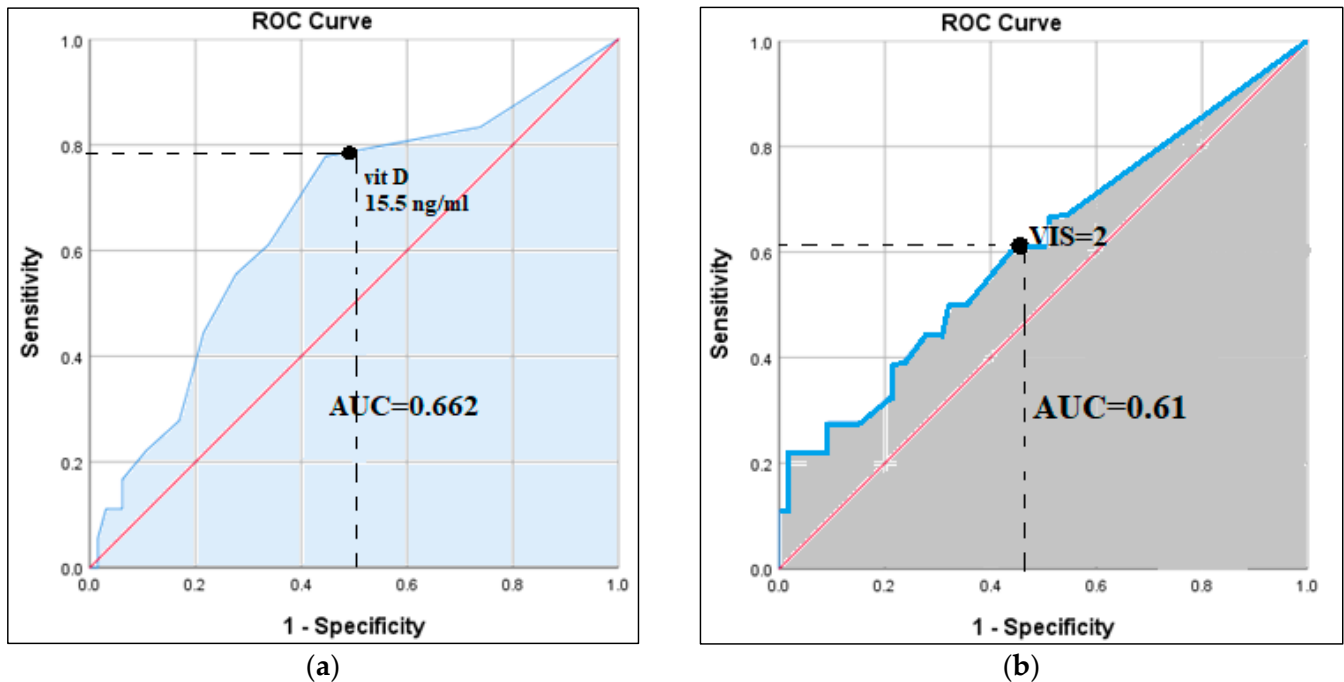 ROC Curve
1.0
0.8
0.6
0.4
0.2
0.0
Sensitivity
vit D
15.5 ng/ml
AUC=0.662
0.0 0.2 0.4 0.6 0.8 1.0
1 - Specificity
(a)
ROC Curve
1.0
0.8
0.6
0.4
0.2
0.0
Sensitivity
VIS=2
AUC=0.61
0.0 0.2 0.4 0.6 0.8 1.0
1 - Specificity
(b)